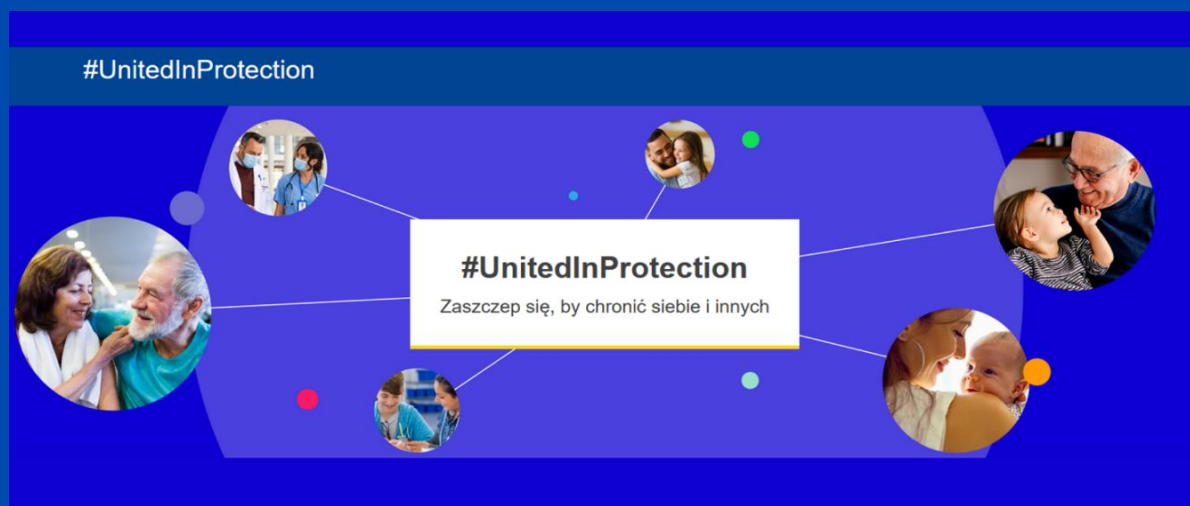 #UnitedInProtection
#UnitedInProtection
Zaszczep się, by chronić siebie i innych